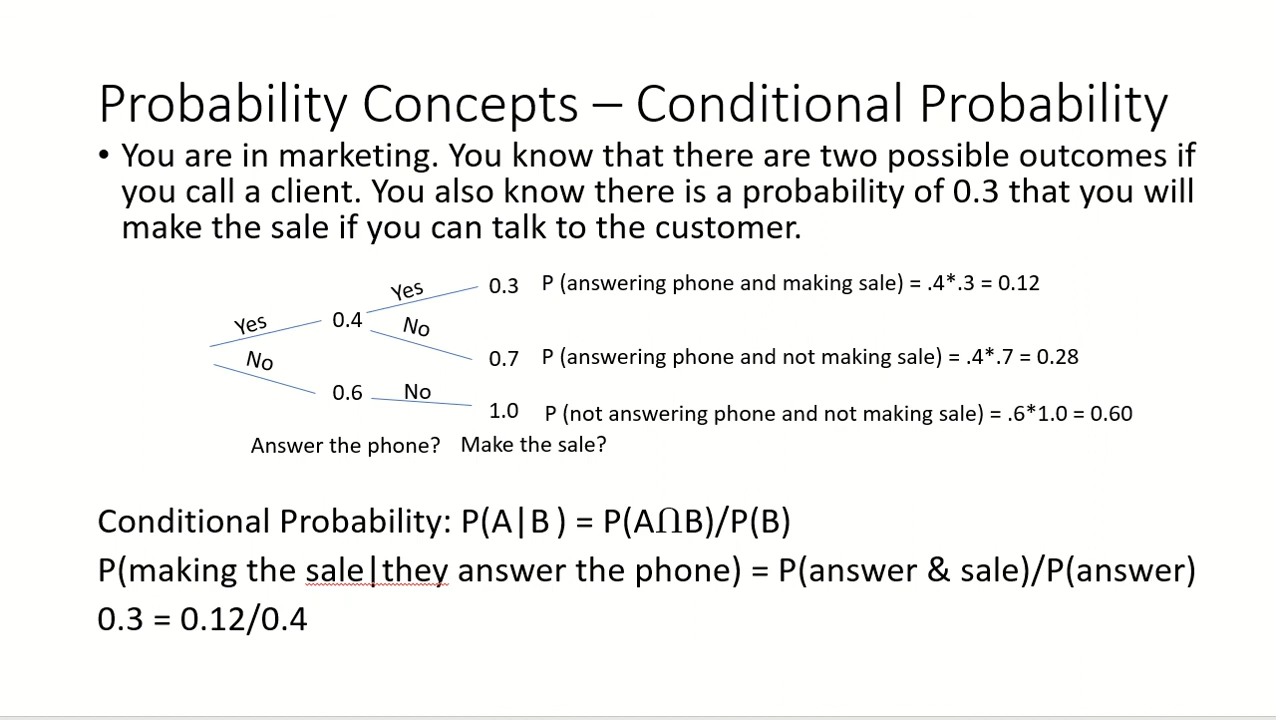 Probability Concepts – Conditional Probability
• You are in marketing. You know that there are two possible outcomes if
you call a client. You also know there is a probability of 0.3 that you will
make the sale if you can talk to the customer.
Yes 0.3 P (answering phone and making sale) = .4*.3 = 0.12
Yes 0.4 No
No 0.7 P (answering phone and not making sale) = .4*.7 = 0.28
0.6 No
1.0 P (not answering phone and not making sale) = .6*1.0 = 0.60
Answer the phone? Make the sale?
Conditional Probability: P(A|B ) = P(A⋂B)/P(B)
P(making the sale|they answer the phone) = P(answer & sale)/P(answer)
0.3 = 0.12/0.4